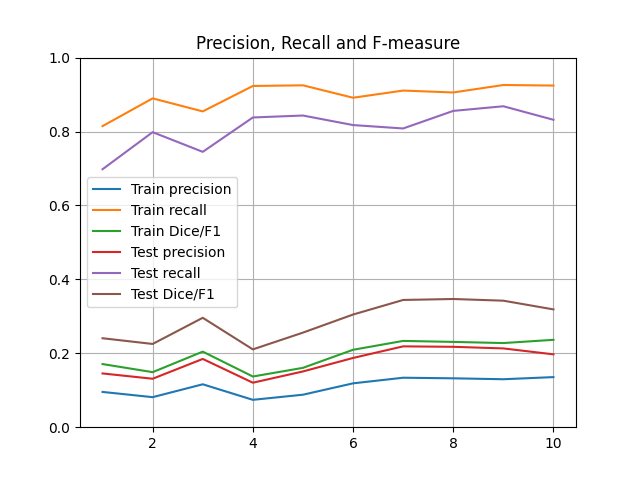 Precision, Recall and F-measure
1.0
0.8
0.6
0.4
0.2
0.0
Train precision
Train recall
Train Dice/F1
Test precision
Test recall
Test Dice/F1
2 4 6 8 10